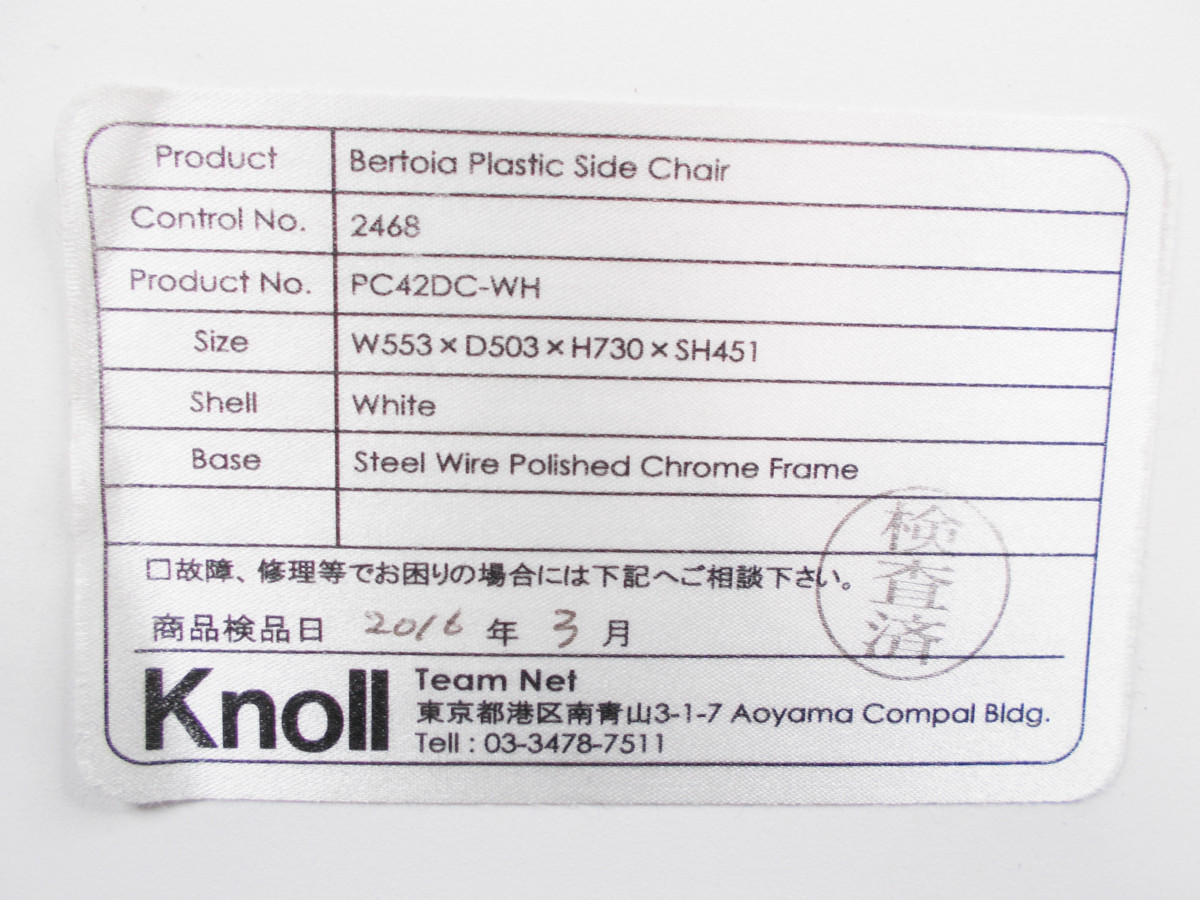 Product Bertoia Plastic Side Chair
Control No. 2468
Product No. PC42DC-WH
Size W553×D503×H730×SH451
Shell White
Base Steel Wire Polished Chrome Frame
検査済
□故障、修理等でお困りの場合には下記へご相談下さい。
商品検品日 2016 年 3 月
Knoll Team Net
東京都港区南青山3-1-7 Aoyama Compal Bldg.
Tell : 03-3478-7511